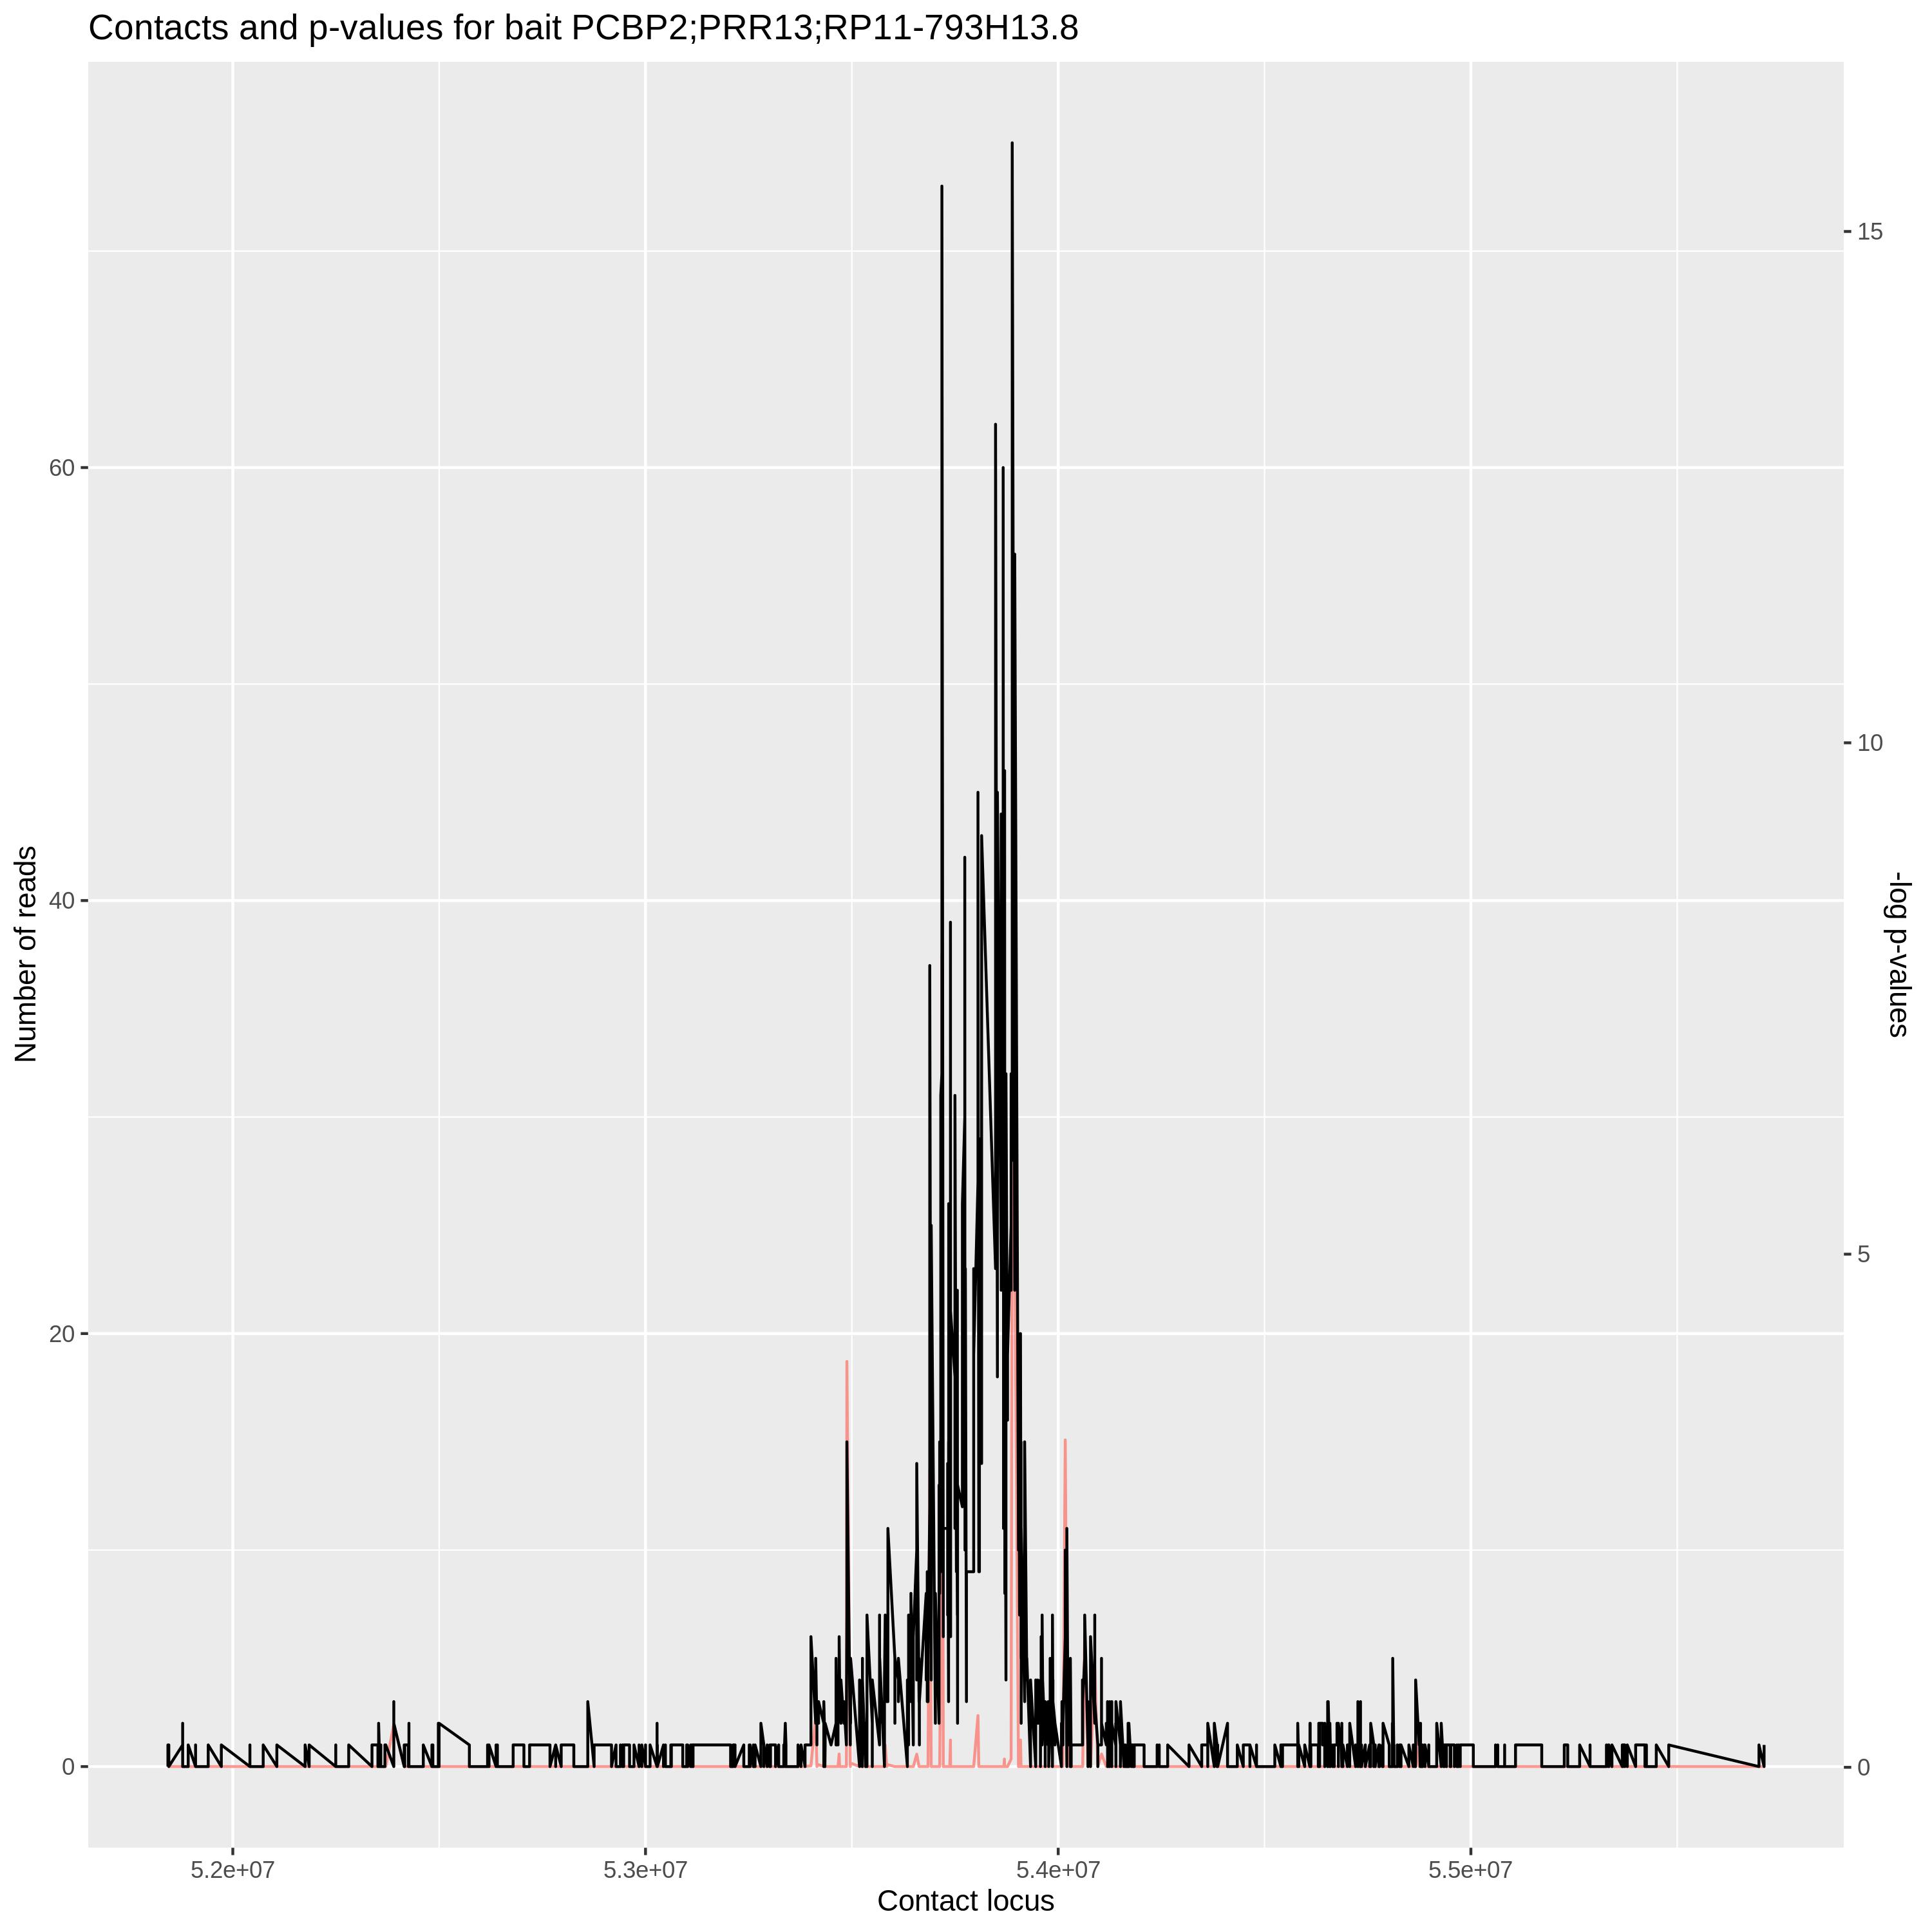 Contacts and p-values for bait PCBP2;PRR13;RP11-793H13.8
Number of reads
60
40
20
0
15
10
5
0
-log p-values
5.2e+07
5.3e+07
5.4e+07
5.5e+07
Contact locus